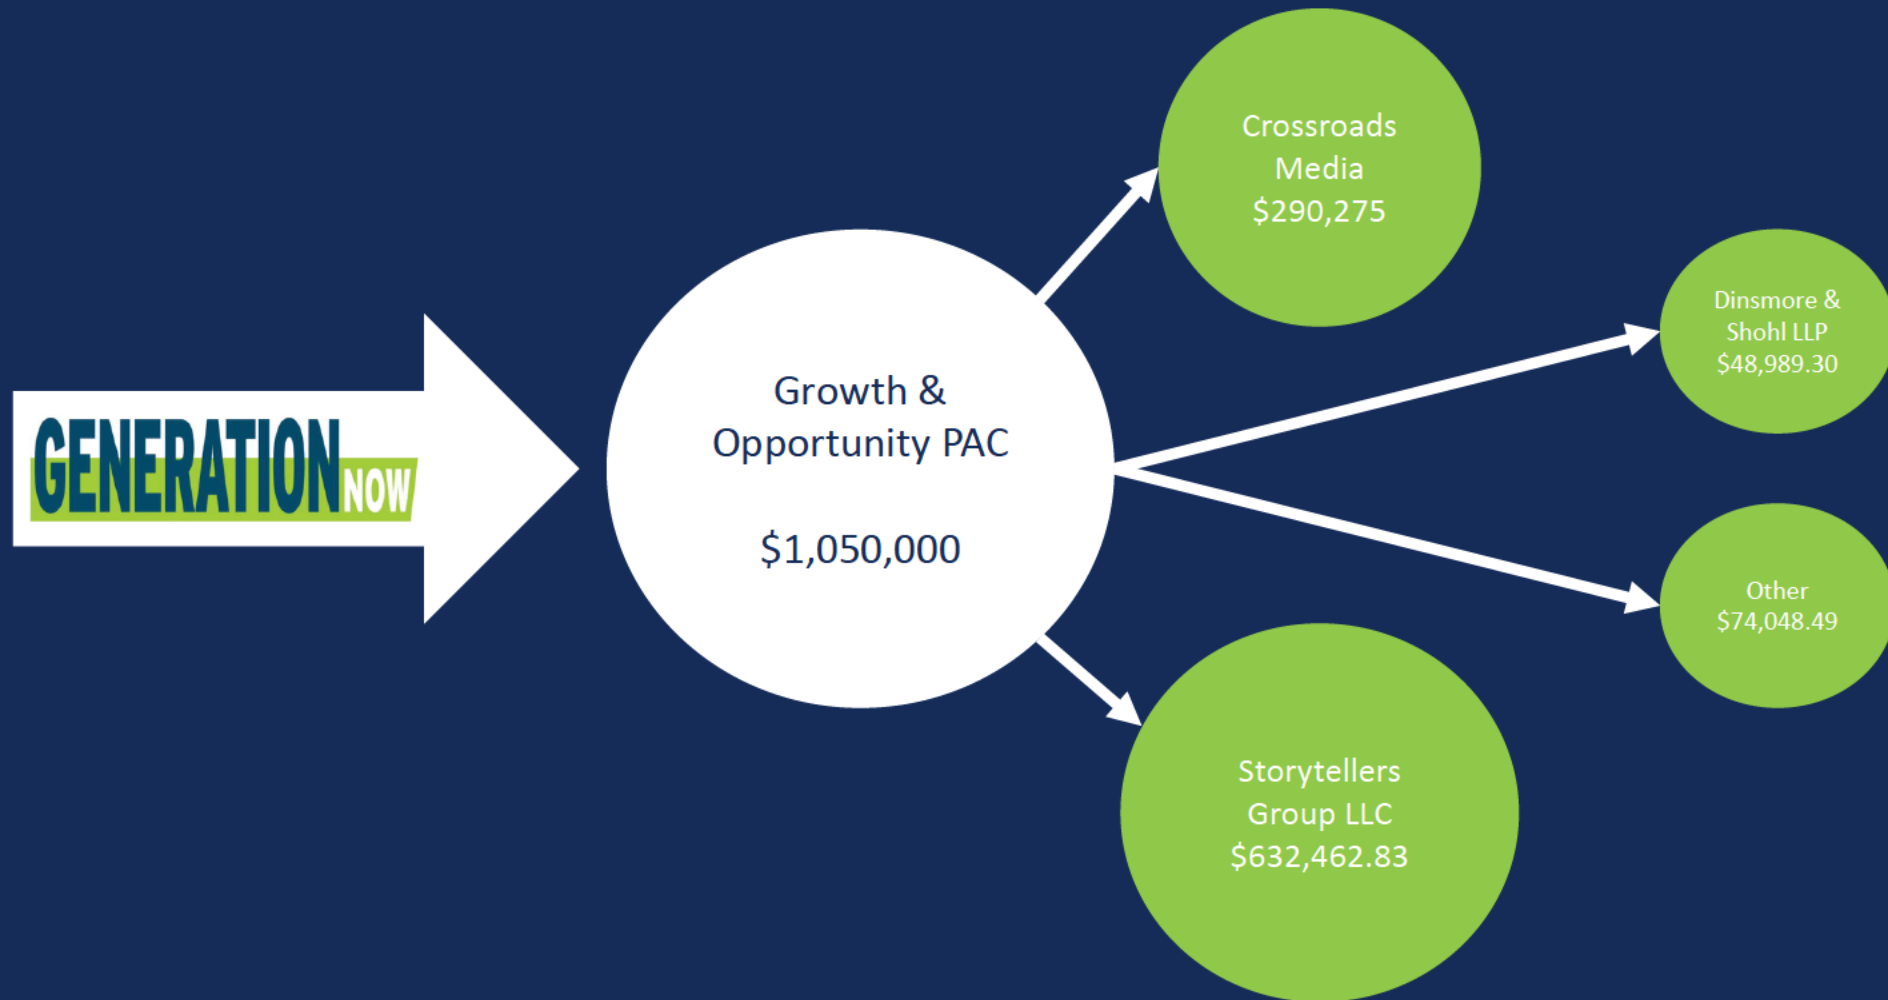 GENERATION NOW
Growth &
Opportunity PAC
$1,050,000
Crossroads
Media
$290,275
Dinsmore &
Shohl LLP
$48,989.30
Other
$74,048.49
Storytellers
Group LLC
$632,462.83